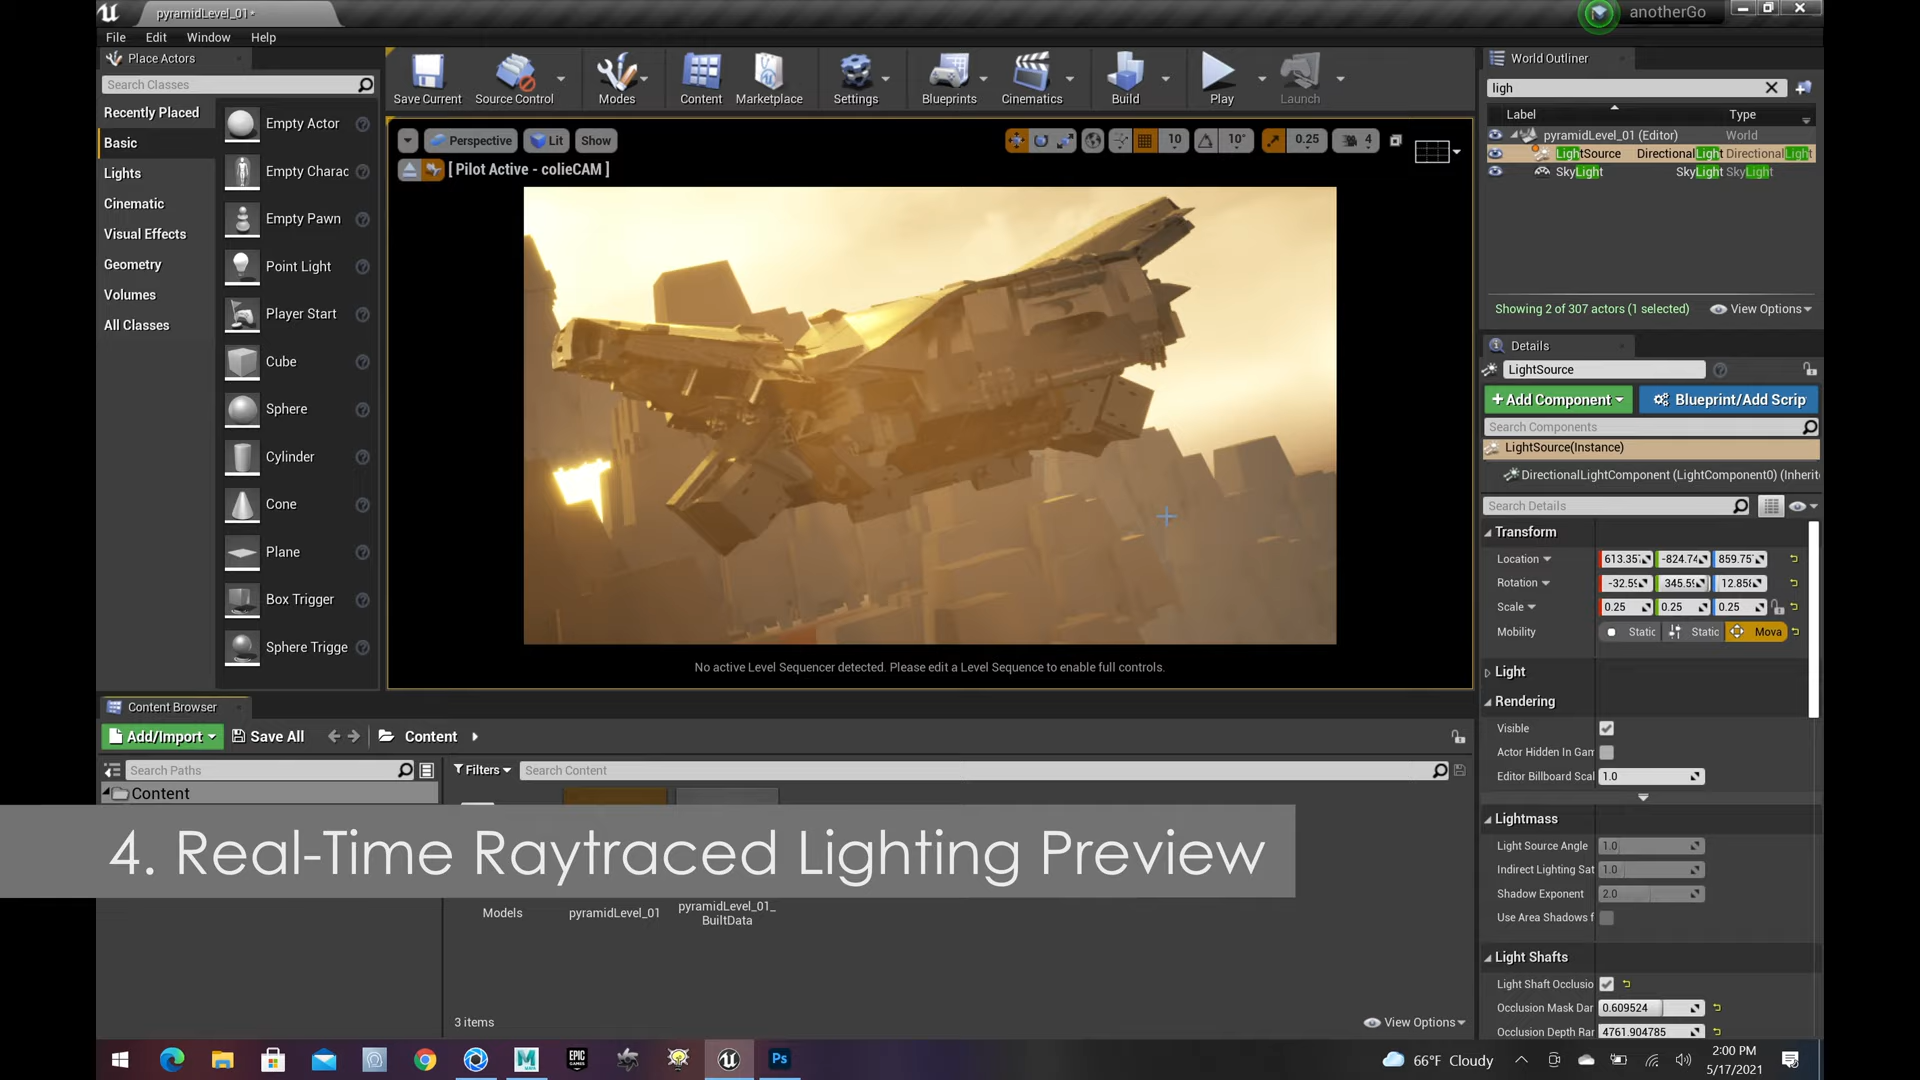 pyramidLevel_01*
anotherGo
File Edit Window Help
Place Actors
Search Classes
Recently Placed
Basic
Lights
Cinematic
Visual Effects
Geometry
Volumes
All Classes
Empty Actor
Empty Charac
Empty Pawn
Point Light
Player Start
Cube
Sphere
Cylinder
Cone
Plane
Box Trigger
Sphere Trigge
Save Current Source Control Modes Content Marketplace Settings Blueprints Cinematics Build Play Launch
Perspective Lit Show 10 10° 0.25 4
[ Pilot Active - colieCAM ]
No active Level Sequencer detected. Please edit a Level Sequence to enable full controls.
World Outliner
ligh
Label Type
pyramidLevel_01 (Editor) World
LightSource DirectionalLight DirectionalLight
SkyLight SkyLight SkyLight
Showing 2 of 307 actors (1 selected) View Options
Details
LightSource
+Add Component Blueprint/Add Scrip
Search Components
LightSource(Instance)
DirectionalLightComponent (LightComponent0) (Inherit
Search Details
Transform
Location 613.357 -824.74 859.75
Rotation -32.59 345.59 12.858
Scale 0.25 0.25 0.25
Mobility Static Static Mova
Light
Rendering
Visible
Actor Hidden In Gam
Editor Billboard Scal 1.0
Lightmass
Light Source Angle 1.0
Indirect Lighting Sat 1.0
Shadow Exponent 2.0
Use Area Shadows f
Light Shafts
Light Shaft Occlusio
Occlusion Mask Dar 0.609524
Occlusion Depth Ran 4761.904785
Content Browser
Add/Import Save All Content
Search Paths
Filters Search Content
Content
4. Real-Time Raytraced Lighting Preview
Models
pyramidLevel_01
pyramidLevel_01_
BuiltData
3 items View Options
EPIC
GAMES
M
Ps
66°F Cloudy
2:00 PM
5/17/2021